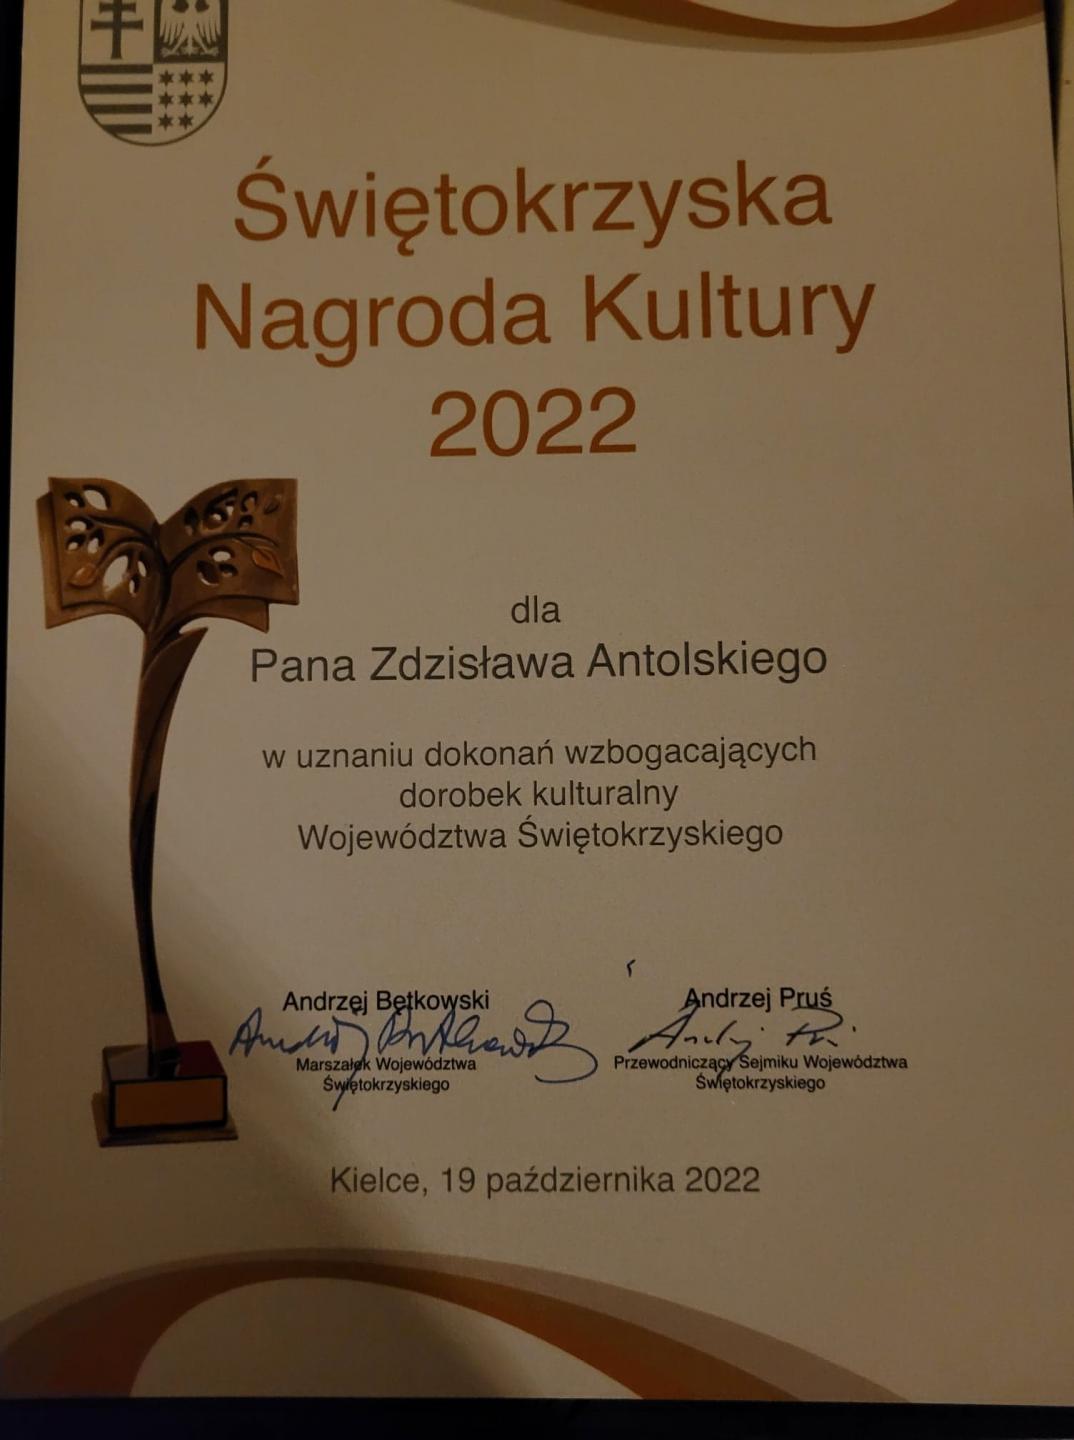 Świętokrzyska
Nagroda Kultury
2022
dla
Pana Zdzisława Antolskiego
w uznaniu dokonań wzbogacających
dorobek kulturalny
Województwa Świętokrzyskiego
Andrzej Bętkowski
Marszałek Województwa
Świętokrzyskiego
Andrzej Pruś
Przewodniczący Sejmiku Województwa
Świętokrzyskiego
Kielce, 19 października 2022